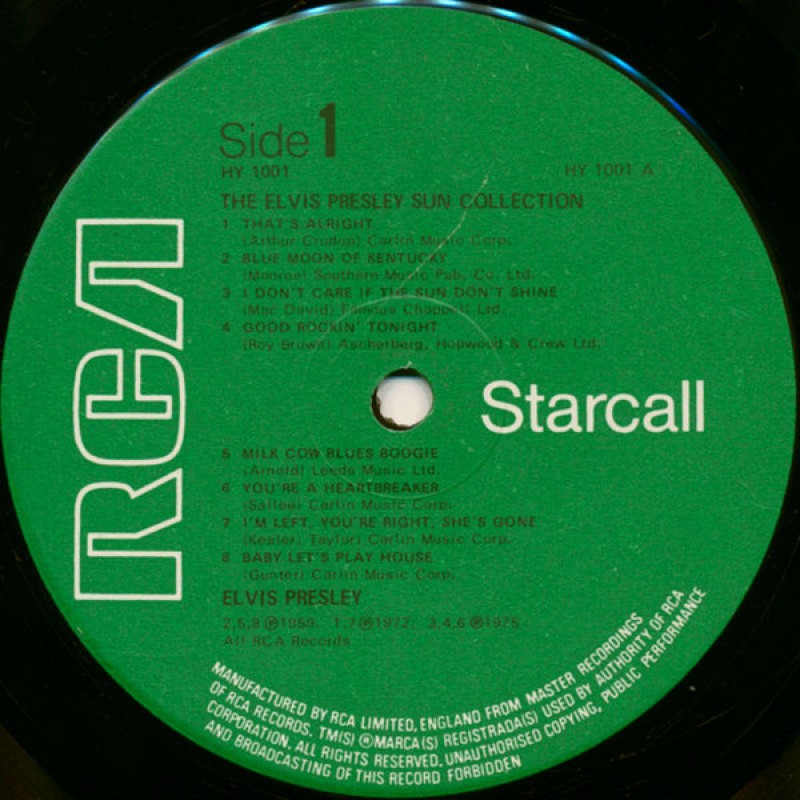 RCA
Side 1
HY 1001
HY 1001 A
THE ELVIS PRESLEY SUN COLLECTION
1 THAT'S ALRIGHT
(Arthur Crudup) Carlin Music Corp.
2 BLUE MOON OF KENTUCKY
(Monroe) Southern Music Pub. Co. Ltd.
3 I DON'T CARE IF THE SUN DON'T SHINE
(Mac David) Famous Chappell Ltd.
4 GOOD ROCKIN' TONIGHT
(Roy Brown) Ascherberg, Hopwood & Crew Ltd.
Starcall
5 MILK COW BLUES BOOGIE
(Arnold) Leeds Music Ltd.
6 YOU'RE A HEARTBREAKER
(Sallee) Carlin Music Corp.
7 I'M LEFT, YOU'RE RIGHT, SHE'S GONE
(Kesler, Taylor) Carlin Music Corp.
8 BABY LET'S PLAY HOUSE
(Gunter) Carlin Music Corp.
ELVIS PRESLEY
2,5,8 ℗1959. 1,7 ℗1972. 3,4,6 ℗1975.
All RCA Records
MANUFACTURED BY RCA LIMITED, ENGLAND FROM MASTER RECORDINGS
OF RCA RECORDS. TM(S) ® MARCA(S) REGISTRADA(S) USED BY AUTHORITY OF RCA
CORPORATION. ALL RIGHTS RESERVED. UNAUTHORISED COPYING, PUBLIC PERFORMANCE
AND BROADCASTING OF THIS RECORD FORBIDDEN